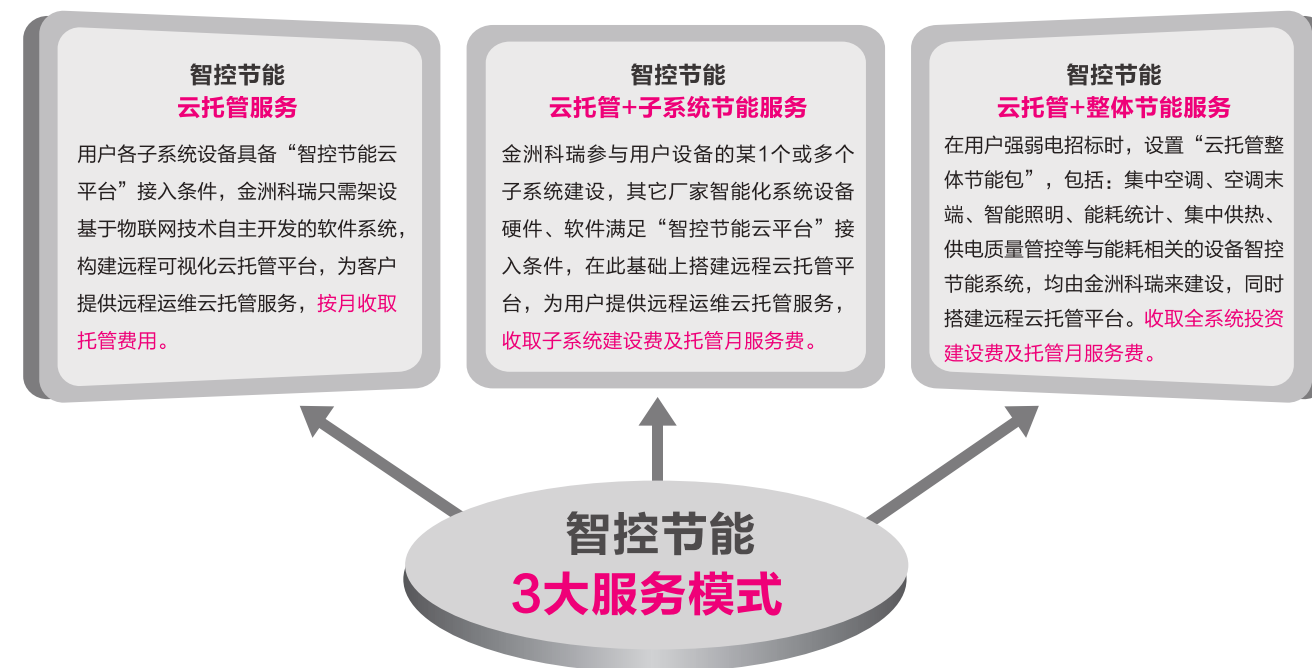 智控节能
云托管服务
用户各子系统设备具备“智控节能云
平台”接入条件，金洲科瑞只需架设
基于物联网技术自主开发的软件系统，
构建远程可视化云托管平台，为客户
提供远程运维云托管服务，按月收取
托管费用。
智控节能
云托管+子系统节能服务
金洲科瑞参与用户设备的某1个或多个
子系统建设，其它厂家智能化系统设备
硬件、软件满足“智控节能云平台”接
入条件，在此基础上搭建远程云托管平
台，为用户提供远程运维云托管服务，
收取子系统建设费及托管月服务费。
智控节能
云托管+整体节能服务
在用户强弱电招标时，设置“云托管整
体节能包”，包括：集中空调、空调末
端、智能照明、能耗统计、集中供热、
供电质量管控等与能耗相关的设备智控
节能系统，均由金洲科瑞来建设，同时
搭建远程云托管平台。收取全系统投资
建设费及托管月服务费。
智控节能
3大服务模式